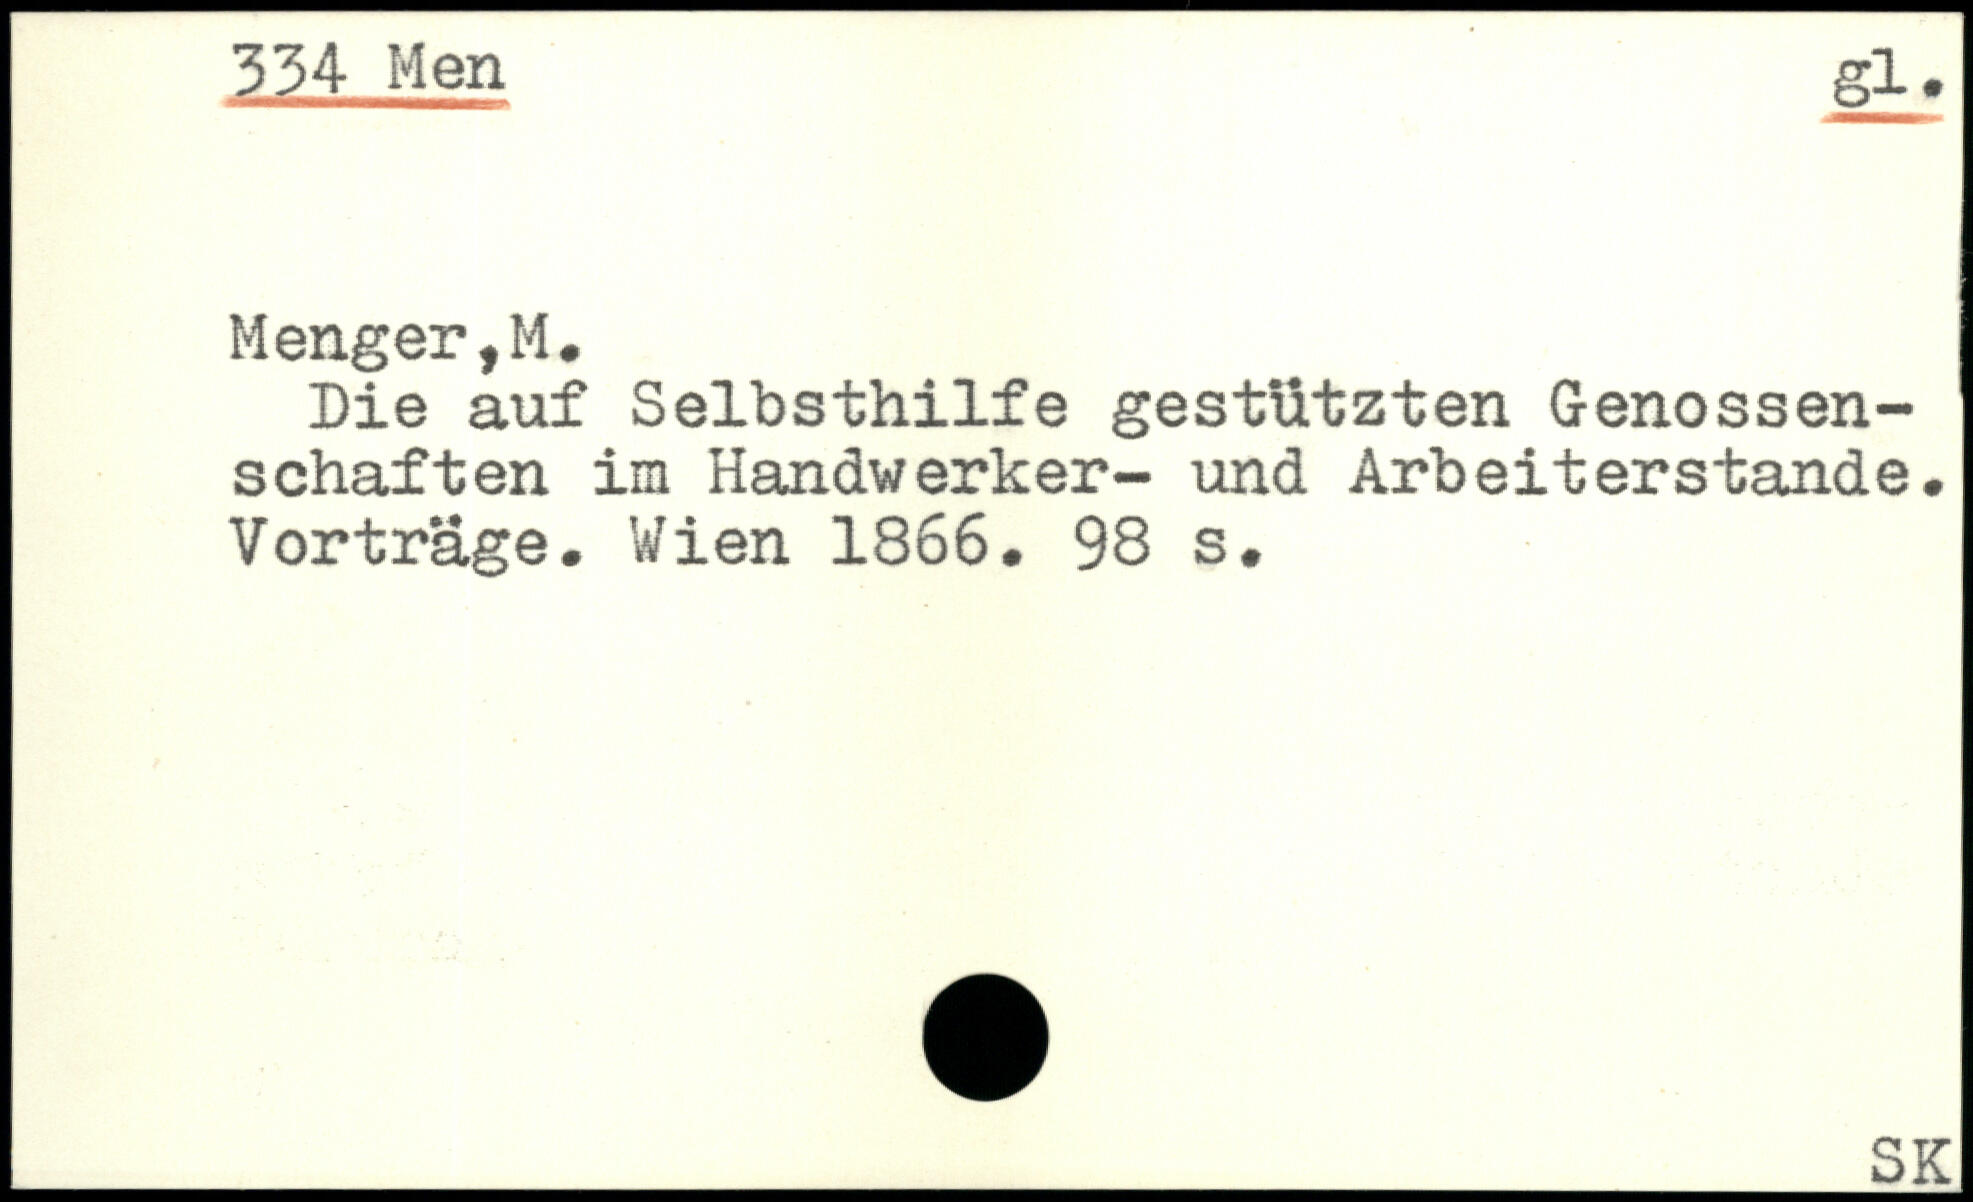 334 Men
gl.
Menger,M.
Die auf Selbsthilfe gestützten Genossen-
schaften im Handwerker- und Arbeiterstande.
Vorträge. Wien 1866. 98 s.
SK